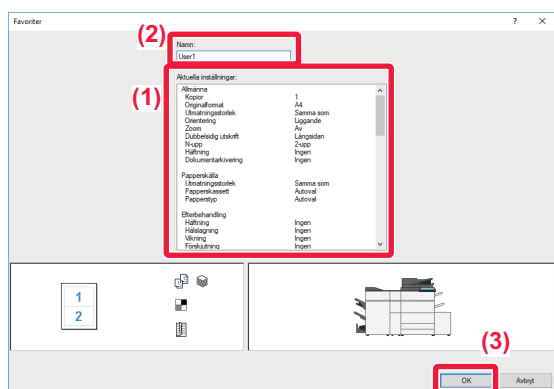 Favoriter ? ×
(2)
Namn:
User1
(1)
Aktuella inställningar:
Allmänna
Kopior 1
Originalformat A4
Utmatningsstorlek Samma som
Orientering Liggande
Zoom Av
Dubbelsidig utskrift Långsidan
N-upp 2-upp
Häftning Ingen
Dokumentarkivering Ingen
Papperskälla
Utmatningsstorlek Samma som
Papperskassett Autoval
Papperstyp Autoval
Efterbehandling
Häftning Ingen
Hålslagning Ingen
Vikning Ingen
Förskjutning Ingen
1
2
(3)
OK Avbryt